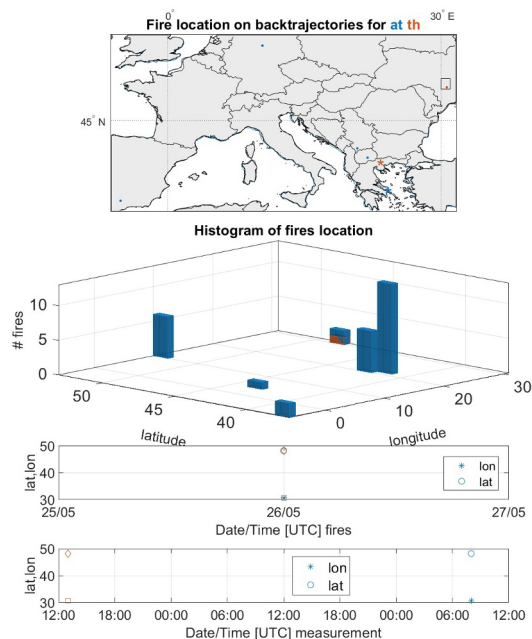 0° 30° E
Fire location on backtrajectories for at th
45° N
Histogram of fires location
10
5
0
# fires
50
45
40
latitude
0
10
20
30
longitude
50
40
30
lat,lon
lon
lat
25/05 26/05 27/05
Date/Time [UTC] fires
50
40
30
lat,lon
lon
lat
12:00 18:00 00:00 06:00 12:00 18:00 00:00 06:00 12:00
Date/Time [UTC] measurement